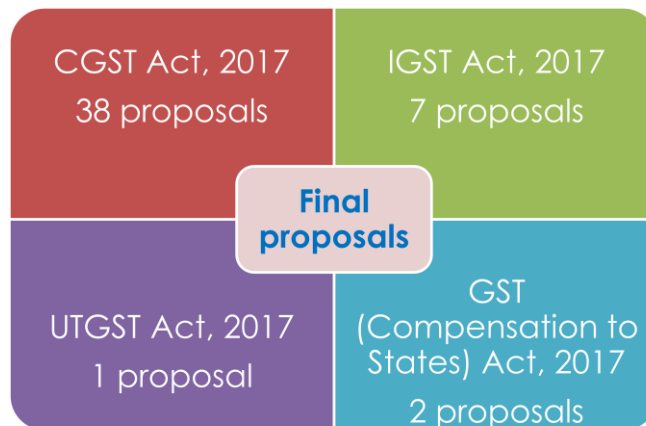 CGST Act, 2017
38 proposals
IGST Act, 2017
7 proposals
Final
proposals
UTGST Act, 2017
1 proposal
GST
(Compensation to
States) Act, 2017
2 proposals